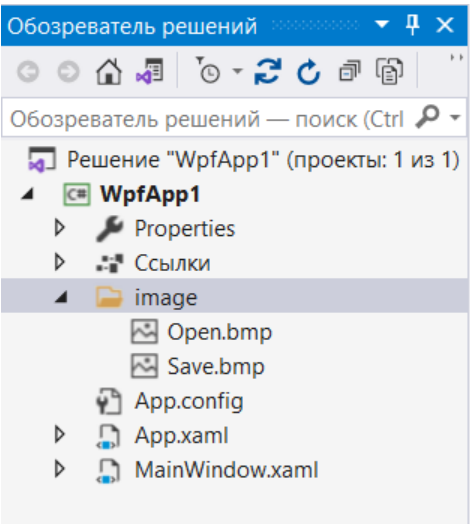 Обозреватель решений
Обозреватель решений — поиск (Ctrl
Решение "WpfApp1" (проекты: 1 из 1)
C# WpfApp1
Properties
Ссылки
image
Open.bmp
Save.bmp
App.config
App.xaml
MainWindow.xaml